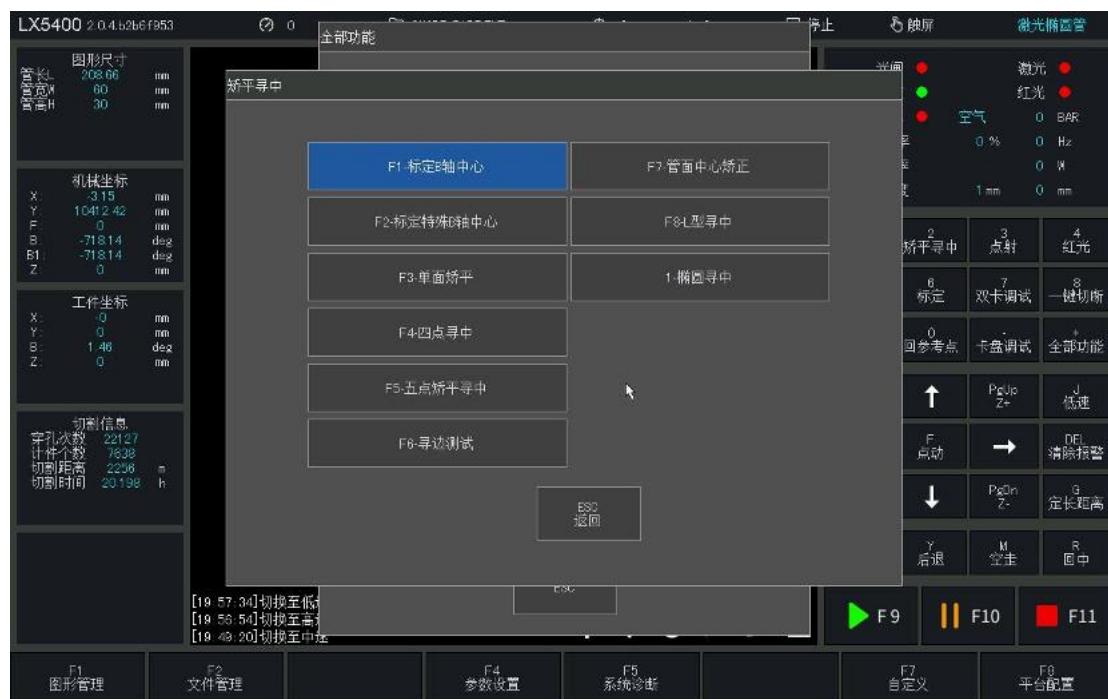 LX5400 2.0.4.b2b6f953
0
停止
触屏
激光椭圆管
全部功能
矫平寻中
图形尺寸
管长L 208.66 mm
管宽W 60 mm
管高H 30 mm
机械坐标
X: -3.15 mm
Y: 10412.42 mm
F: 0 mm
B: -718.14 deg
B1: -718.14 deg
Z: 0 mm
工件坐标
X: -0 mm
Y: 0 mm
B: 1.46 deg
Z: 0 mm
切割信息
穿孔次数 22127
计件个数 7638
切割距离 2256 m
切割时间 20.198 h
F1-标定B轴中心
F7-管面中心矫正
F2-标定特殊B轴中心
F8-L型寻中
F3-单面矫平
1-椭圆寻中
F4-四点寻中
F5-五点矫平寻中
F6-寻边测试
ESC
返回
ESC
光闸
激光
红光
空气 0 BAR
0 % 0 Hz
0 W
1 mm 0 mm
2
矫平寻中
3
点射
4
红光
6
标定
7
双卡调试
8
一键切断
0
回参考点
.
卡盘调试
+
全部功能
PgUp
Z+
J
低速
F
点动
DEL
清除报警
PgDn
Z-
G
定长距离
Y
后退
M
空走
R
回中
[19:57:34]切换至低
[19:56:54]切换至高
[19:49:20]切换至中速
F9
F10
F11
F1
图形管理
F2
文件管理
F4
参数设置
F5
系统诊断
F7
自定义
F8
平台配置